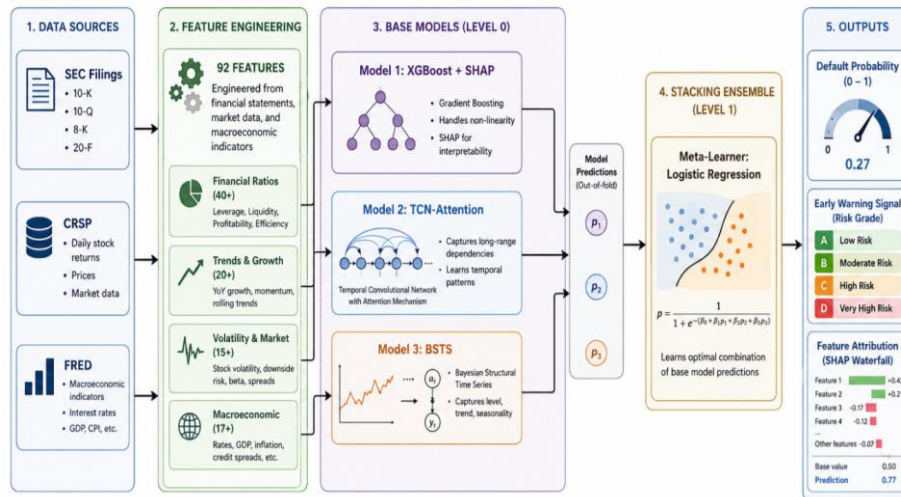 1. DATA SOURCES
SEC Filings
• 10-K
• 10-Q
• 8-K
• 20-F
CRSP
• Daily stock
returns
• Prices
• Market data
FRED
• Macroeconomic
indicators
• Interest rates
• GDP, CPI, etc.
2. FEATURE ENGINEERING
92 FEATURES
Engineered from
financial statements,
market data, and
macroeconomic
indicators
Financial Ratios
(40+)
Leverage, Liquidity,
Profitability, Efficiency
Trends & Growth
(20+)
YoY growth, momentum,
rolling trends
Volatility & Market
(15+)
Stock volatility, downside
risk, beta, spreads
Macroeconomic
(17+)
Rates, GDP, inflation,
credit spreads, etc.
3. BASE MODELS (LEVEL 0)
Model 1: XGBoost + SHAP
• Gradient Boosting
• Handles non-linearity
• SHAP for
interpretability
Model 2: TCN-Attention
• Captures long-range
dependencies
• Learns temporal
patterns
Temporal Convolutional Network
with Attention Mechanism
Model 3: BSTS
• Bayesian Structural
Time Series
• Captures level,
trend, seasonality
Model
Predictions
(Out-of-fold)
p₁
p₂
p₃
4. STACKING ENSEMBLE
(LEVEL 1)
Meta-Learner:
Logistic Regression
Learns optimal combination
of base model predictions
5. OUTPUTS
Default Probability
(0 – 1)
0 1
0.27
Early Warning Signal
(Risk Grade)
A Low Risk
B Moderate Risk
C High Risk
D Very High Risk
Feature Attribution
(SHAP Waterfall)
Feature 1
Feature 2
Feature 3 -0.17
Feature 4 -0.12
...
Other features -0.07
Base value 0.50
Prediction 0.77